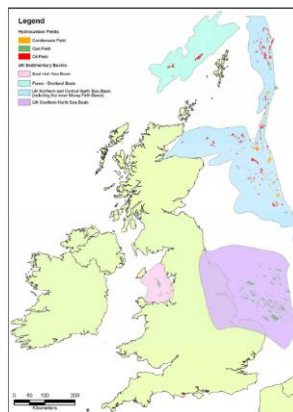 Legend
Hydrocarbon Fields
Condensate Field
Gas Field
Oil Field
UK Sedimentary Basins
East Irish Sea Basin
Faroe - Shetland Basin
UK Northern and Central North Sea Basin
(including the Inner Moray Firth Basin)
UK Southern North Sea Basin
0 50 100 200
Kilometers